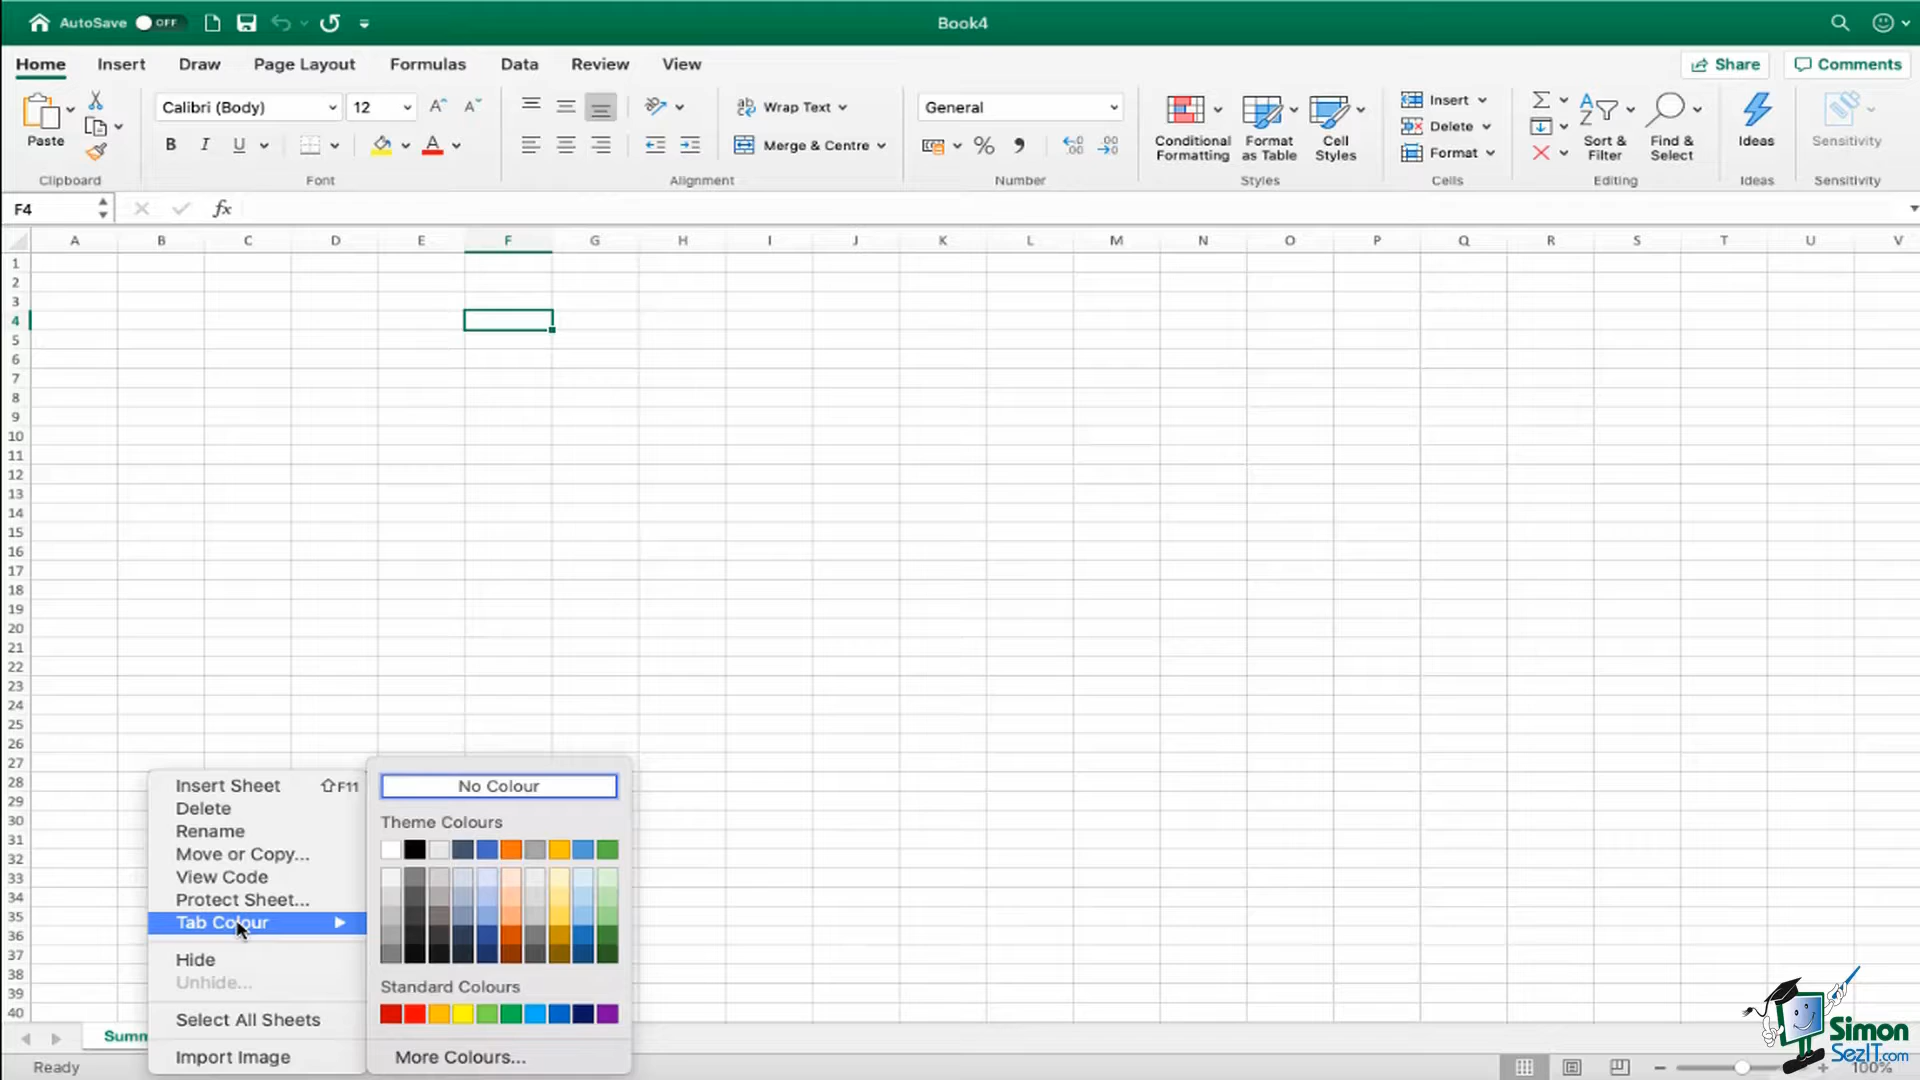 AutoSave OFF
Book4
Home Insert Draw Page Layout Formulas Data Review View Share Comments
Paste
Calibri (Body) 12
B I U A
Wrap Text
Merge & Centre
General
%
Conditional Formatting
Format as Table
Cell Styles
Insert
Delete
Format
Sort & Filter
Find & Select
Ideas
Sensitivity
Clipboard Font Alignment Number Styles Cells Editing Ideas Sensitivity
F4 fx
A B C D E F G H I J K L M N O P Q R S T U V
1
2
3
4
5
6
7
8
9
10
11
12
13
14
15
16
17
18
19
20
21
22
23
24
25
26
27
28
29
30
31
32
33
34
35
36
37
38
39
40
Insert Sheet ⇧F11
Delete
Rename
Move or Copy...
View Code
Protect Sheet...
Tab Colour
Hide
Unhide...
Select All Sheets
Import Image
No Colour
Theme Colours
Standard Colours
More Colours...
Summ
Ready
100%
Simon
SezIT.com